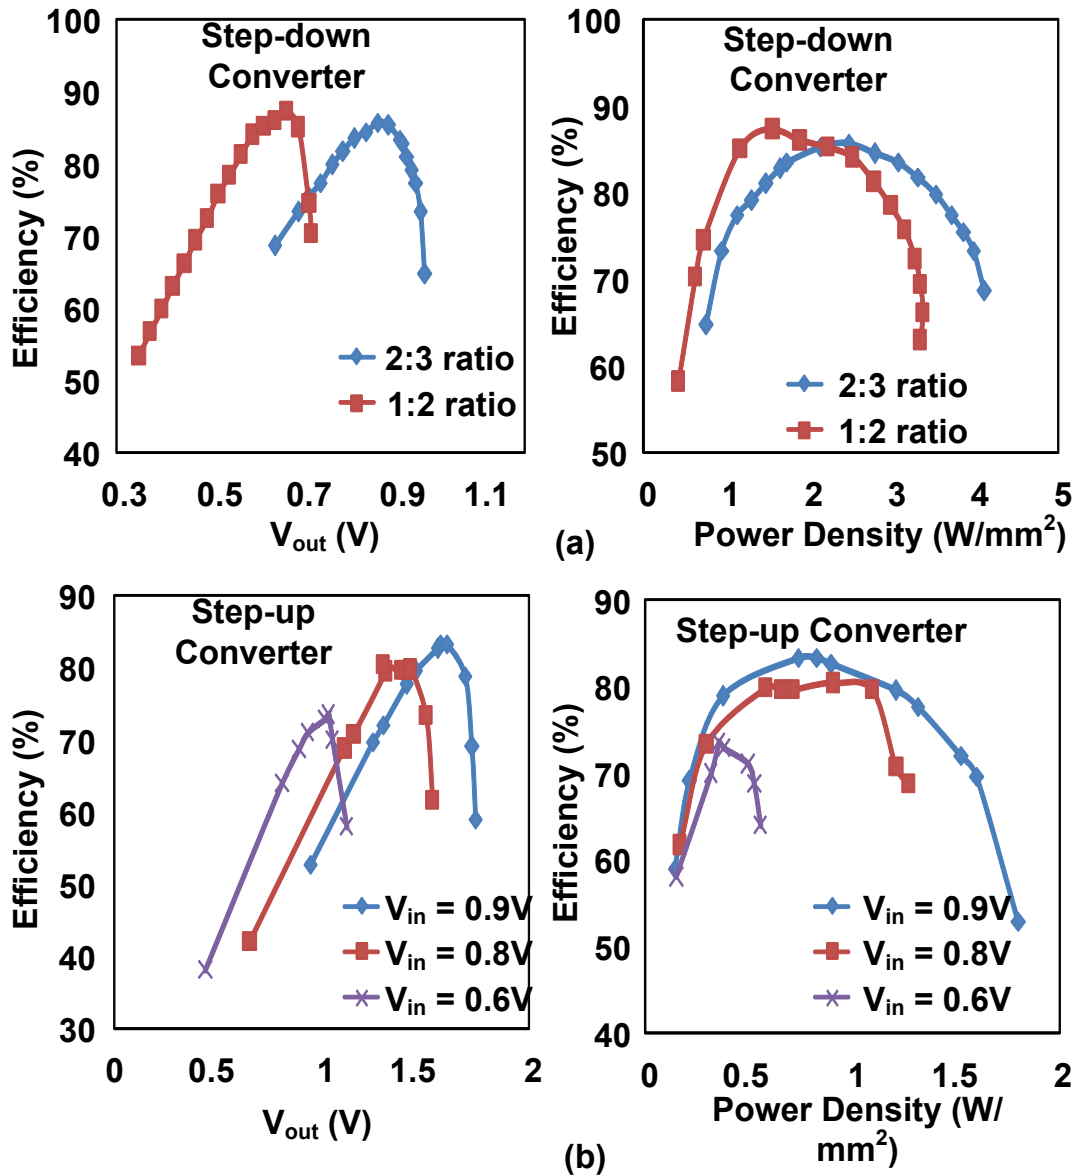 100
90
80
70
60
50
40
Efficiency (%)
Step-down
Converter
2:3 ratio
1:2 ratio
0.3 0.5 0.7 0.9 1.1
Vout (V)
100
90
80
70
60
50
Efficiency (%)
Step-down
Converter
2:3 ratio
1:2 ratio
0 1 2 3 4 5
Power Density (W/mm²)
(a)
90
80
70
60
50
40
30
Efficiency (%)
Step-up
Converter
Vin = 0.9V
Vin = 0.8V
Vin = 0.6V
0 0.5 1 1.5 2
Vout (V)
90
80
70
60
50
40
Efficiency (%)
Step-up Converter
Vin = 0.9V
Vin = 0.8V
Vin = 0.6V
0 0.5 1 1.5 2
Power Density (W/
mm²)
(b)